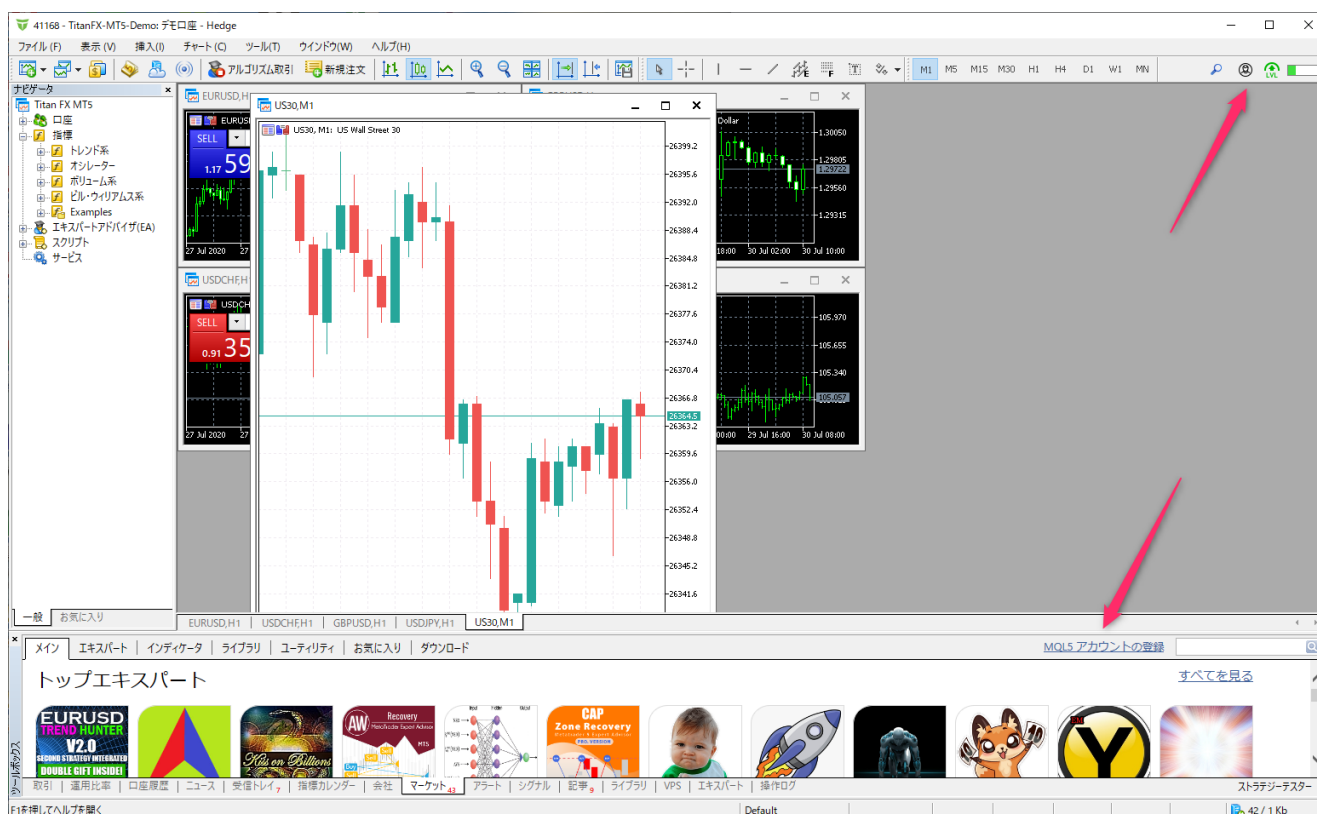 41168 - TitanFX-MT5-Demo: デモ口座 - Hedge
ファイル (F) 表示 (V) 挿入(I) チャート (C) ツール(T) ウインドウ(W) ヘルプ(H)
アルゴリズム取引 新規注文 M1 M5 M15 M30 H1 H4 D1 W1 MN LVL
ナビゲータ
Titan FX MT5
口座
指標
トレンド系
オシレーター
ボリューム系
ビル・ウィリアムス系
Examples
エキスパートアドバイザ(EA)
スクリプト
サービス
一般 お気に入り
EURUSD,H
SELL
1.17 59
27 Jul 2020 27
USDCHF,H
USDCH
SELL
0.91 35
27 Jul 2020 27
US30,M1
US30, M1: US Wall Street 30
26399.2
26395.6
26392.0
26388.4
26384.8
26381.2
26377.6
26374.0
26370.4
26366.8
26364.5
26363.2
26359.6
26356.0
26352.4
26348.8
26345.2
26341.6
Dollar
1.30050
1.29805
1.29722
1.29560
1.29315
18:00 30 Jul 02:00 30 Jul 10:00
105.970
105.655
105.340
105.057
00:00 29 Jul 16:00 30 Jul 08:00
EURUSD,H1 USDCHF,H1 GBPUSD,H1 USDJPY,H1 US30,M1
メイン エキスパート インディケータ ライブラリ ユーティリティ お気に入り ダウンロード MQL5 アカウントの登録
トップエキスパート すべてを見る
EURUSD
TREND HUNTER
V2.0
SECOND STRATEGY INTEGRATED
DOUBLE GIFT INSIDE!
Hits on Billions
AW Recovery
MT5
CAP
Zone Recovery
PRO. VERSION
Y
ツールボックス
取引 運用比率 口座履歴 ニュース 受信トレイ 7 指標カレンダー 会社 マーケット 43 アラート シグナル 記事 9 ライブラリ VPS エキスパート 操作ログ ストラテジーテスター
F1を押してヘルプを開く Default 42 / 1 Kb